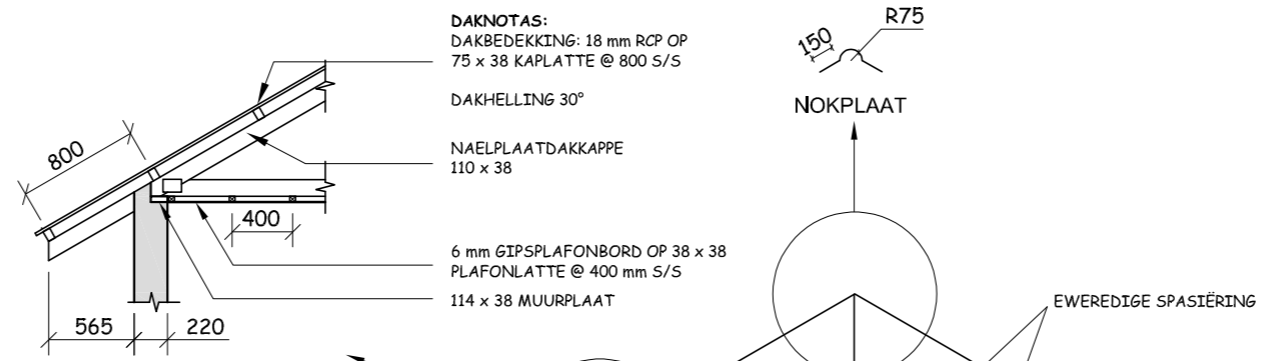 DAKNOTAS:
DAKBEDEKKING: 18 mm RCP OP
75 x 38 KAPLATTE @ 800 S/S
DAKHELLING 30°
NAELPLAATDAKKAPPE
110 x 38
6 mm GIPSPLAFONBORD OP 38 x 38
PLAFONLATTE @ 400 mm S/S
114 x 38 MUURPLAAT
800
400
565
220
R75
150
NOKPLAAT
EWEREDIGE SPASIËRING